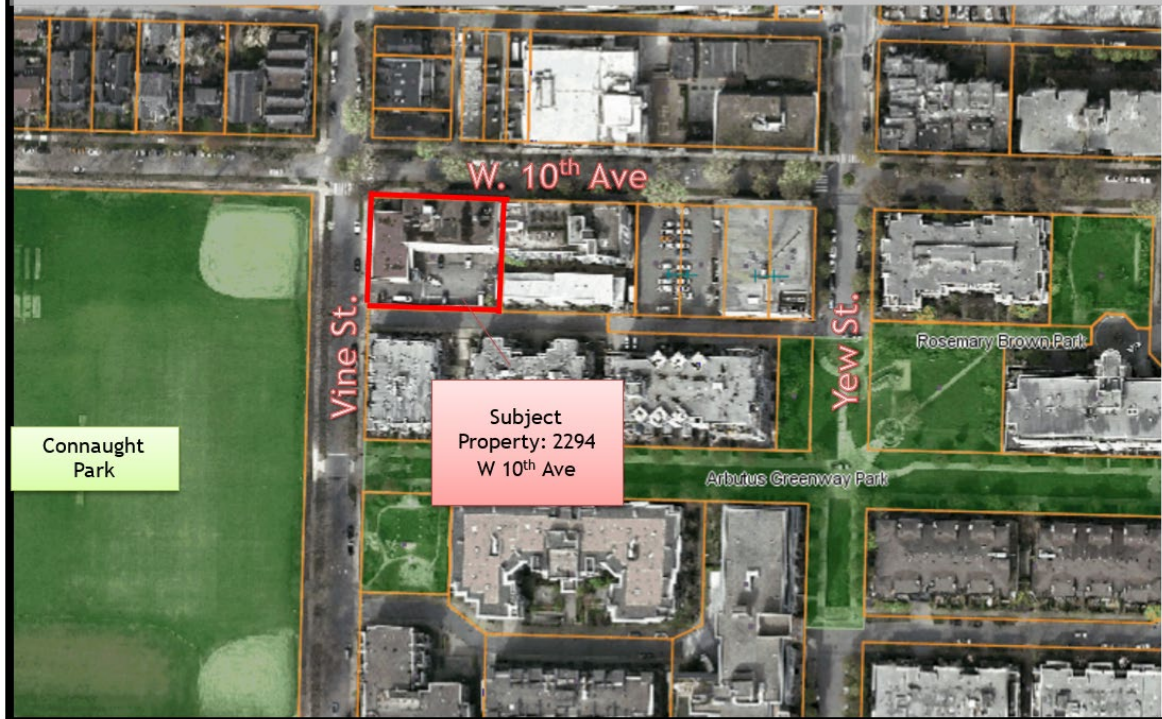 W. 10th Ave
Vine St.
Yew St.
Rosemary Brown Park
Subject
Property: 2294
W 10th Ave
Connaught
Park
Arbutus Greenway Park